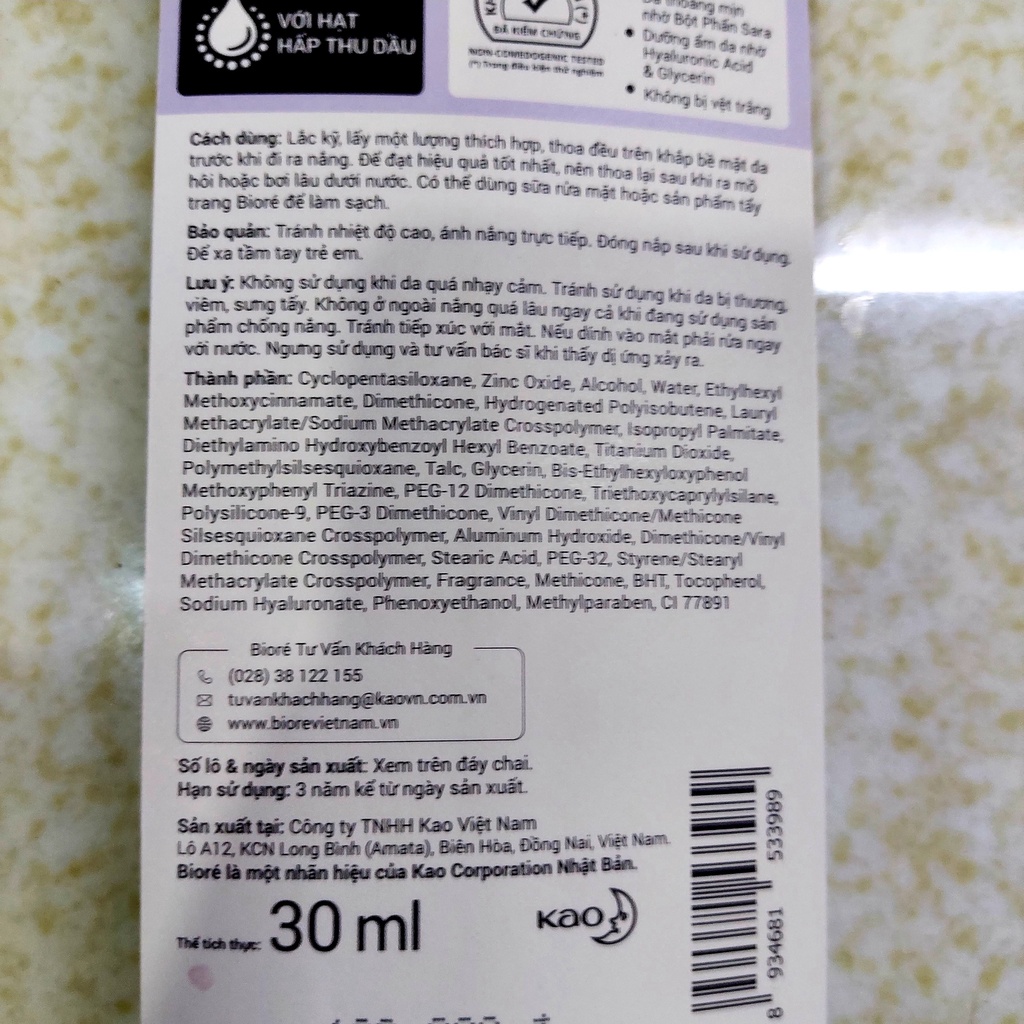 VỚI HẠT
HẤP THU DẦU
ĐÃ KIỂM CHỨNG
NON-COMEDOGENIC TESTED
(*) Trong điều kiện thử nghiệm
thoáng mịn
nhờ Bột Phấn Sara
• Dưỡng ẩm da nhờ
Hyaluronic Acid
& Glycerin
• Không bị vệt trắng
Cách dùng: Lắc kỹ, lấy một lượng thích hợp, thoa đều trên khắp bề mặt da
trước khi đi ra nắng. Để đạt hiệu quả tốt nhất, nên thoa lại sau khi ra mồ
hôi hoặc bơi lâu dưới nước. Có thể dùng sữa rửa mặt hoặc sản phẩm tẩy
trang Bioré để làm sạch.
Bảo quản: Tránh nhiệt độ cao, ánh nắng trực tiếp. Đóng nắp sau khi sử dụng.
Để xa tầm tay trẻ em.
Lưu ý: Không sử dụng khi da quá nhạy cảm. Tránh sử dụng khi da bị thương,
viêm, sưng tấy. Không ở ngoài nắng quá lâu ngay cả khi đang sử dụng sản
phẩm chống nắng. Tránh tiếp xúc với mắt. Nếu dính vào mắt phải rửa ngay
với nước. Ngưng sử dụng và tư vấn bác sĩ khi thấy dị ứng xảy ra.
Thành phần: Cyclopentasiloxane, Zinc Oxide, Alcohol, Water, Ethylhexyl
Methoxycinnamate, Dimethicone, Hydrogenated Polyisobutene, Lauryl
Methacrylate/Sodium Methacrylate Crosspolymer, Isopropyl Palmitate,
Diethylamino Hydroxybenzoyl Hexyl Benzoate, Titanium Dioxide,
Polymethylsilsesquioxane, Talc, Glycerin, Bis-Ethylhexyloxyphenol
Methoxyphenyl Triazine, PEG-12 Dimethicone, Triethoxycaprylylsilane,
Polysilicone-9, PEG-3 Dimethicone, Vinyl Dimethicone/Methicone
Silsesquioxane Crosspolymer, Aluminum Hydroxide, Dimethicone/Vinyl
Dimethicone Crosspolymer, Stearic Acid, PEG-32, Styrene/Stearyl
Methacrylate Crosspolymer, Fragrance, Methicone, BHT, Tocopherol,
Sodium Hyaluronate, Phenoxyethanol, Methylparaben, CI 77891
Bioré Tư Vấn Khách Hàng
(028) 38 122 155
tuvankhachhang@kaovn.com.vn
www.biorevietnam.vn
Số lô & ngày sản xuất: Xem trên đáy chai.
Hạn sử dụng: 3 năm kể từ ngày sản xuất.
Sản xuất tại: Công ty TNHH Kao Việt Nam
Lô A12, KCN Long Bình (Amata), Biên Hòa, Đồng Nai, Việt Nam.
Bioré là một nhãn hiệu của Kao Corporation Nhật Bản.
Thể tích thực: 30 ml
Kao
8 934681 533989